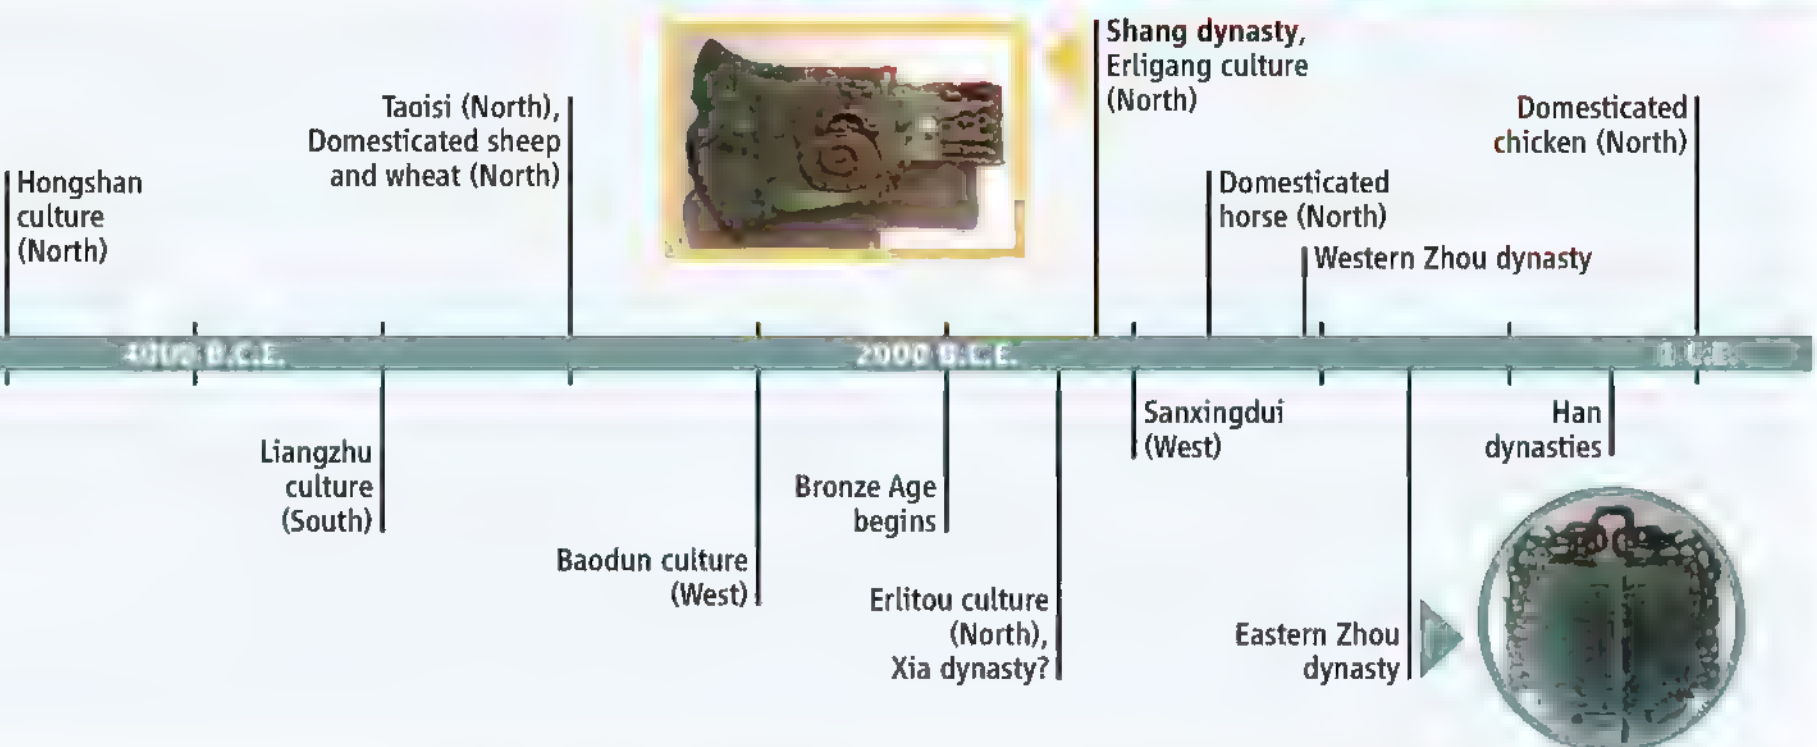 Hongshan
culture
(North)
Taoisi (North),
Domesticated sheep
and wheat (North)
Shang dynasty,
Erligang culture
(North)
Domesticated
horse (North)
Western Zhou dynasty
Domesticated
chicken (North)
4000 B.C.E.
2000 B.C.E.
Liangzhu
culture
(South)
Baodun culture
(West)
Bronze Age
begins
Erlitou culture
(North),
Xia dynasty?
Sanxingdui
(West)
Eastern Zhou
dynasty
Han
dynasties